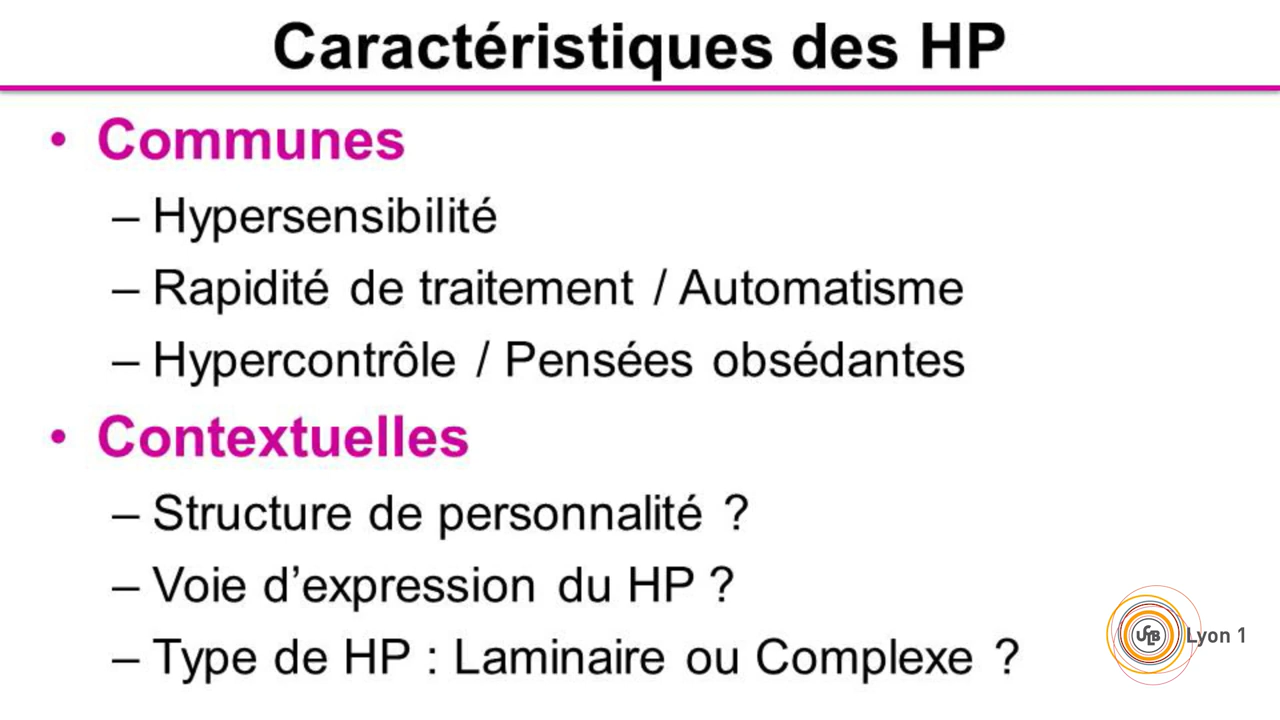 Caractéristiques des HP
• Communes
– Hypersensibilité
– Rapidité de traitement / Automatisme
– Hypercontrôle / Pensées obsédantes
• Contextuelles
– Structure de personnalité ?
– Voie d’expression du HP ?
– Type de HP : Laminaire ou Complexe ?
UCLB Lyon 1